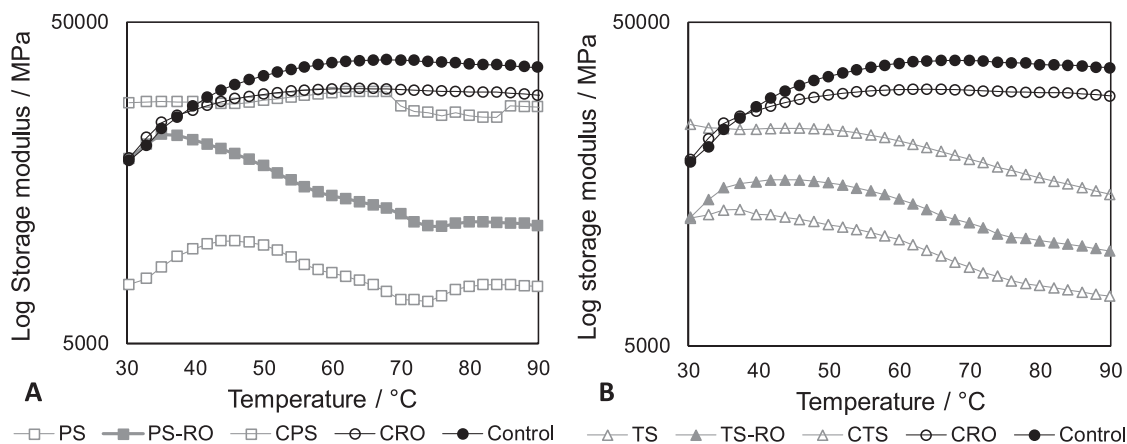 50000
Log Storage modulus / MPa
5000
30 40 50 60 70 80 90
A
Temperature / °C
PS PS-RO CPS CRO Control
50000
Log storage modulus / MPa
5000
30 40 50 60 70 80 90
B
Temperature / °C
TS TS-RO CTS CRO Control